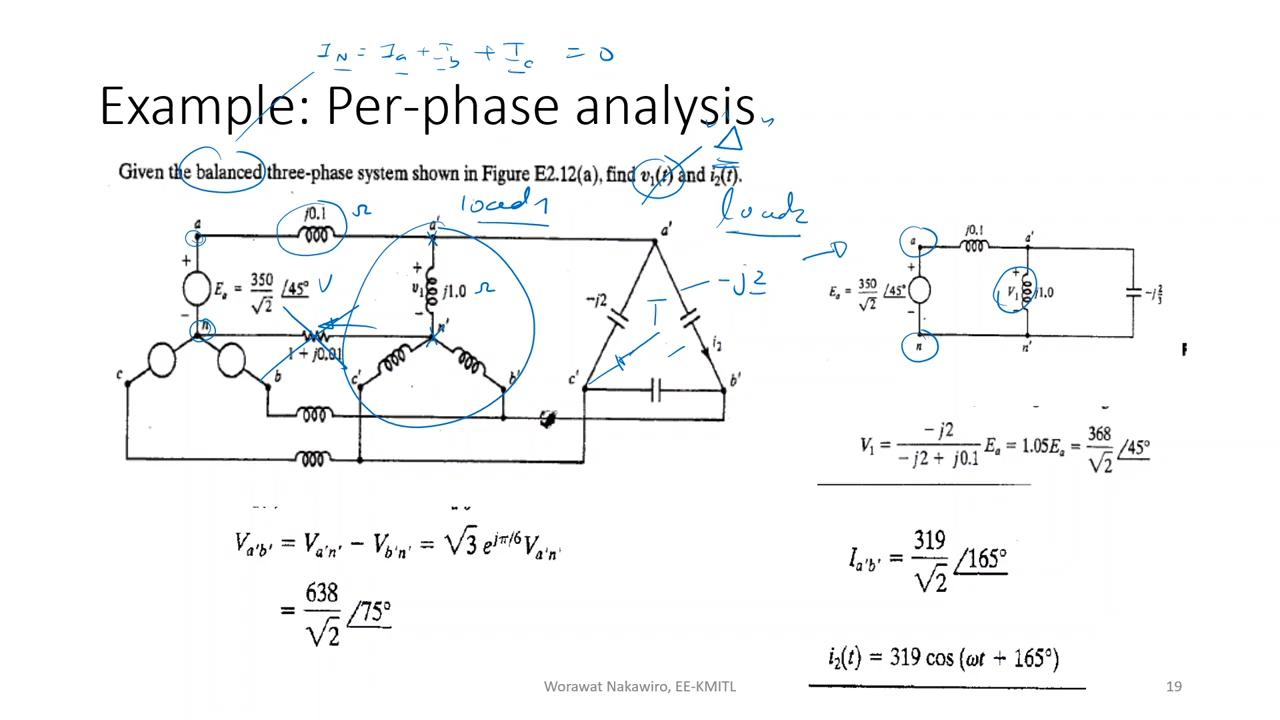 I_N = I_a + I_b + I_c = 0
Example: Per-phase analysis
" Δ "
Given the balanced three-phase system shown in Figure E2.12(a), find v₁(t) and i₂(t).
load 1
load 2
a
j0.1 Ω
a'
a'
+
E_a = 350/√2 ∠45° V
-
+
v₁ j1.0 Ω
-
-j2
-j2
i₂
n
n'
1 + j0.01
c
b
c'
b'
c'
b'
a
j0.1
a'
+
E_a = 350/√2 ∠45°
-
+
V₁ j1.0
-
-j2/3
n
n'
V₁ = -j2/(-j2 + j0.1) E_a = 1.05E_a = 368/√2 ∠45°
V_a'b' = V_a'n' − V_b'n' = √3 e^jπ/6 V_a'n'
= 638/√2 ∠75°
I_a'b' = 319/√2 ∠165°
i₂(t) = 319 cos (ωt + 165°)
Worawat Nakawiro, EE-KMITL
19